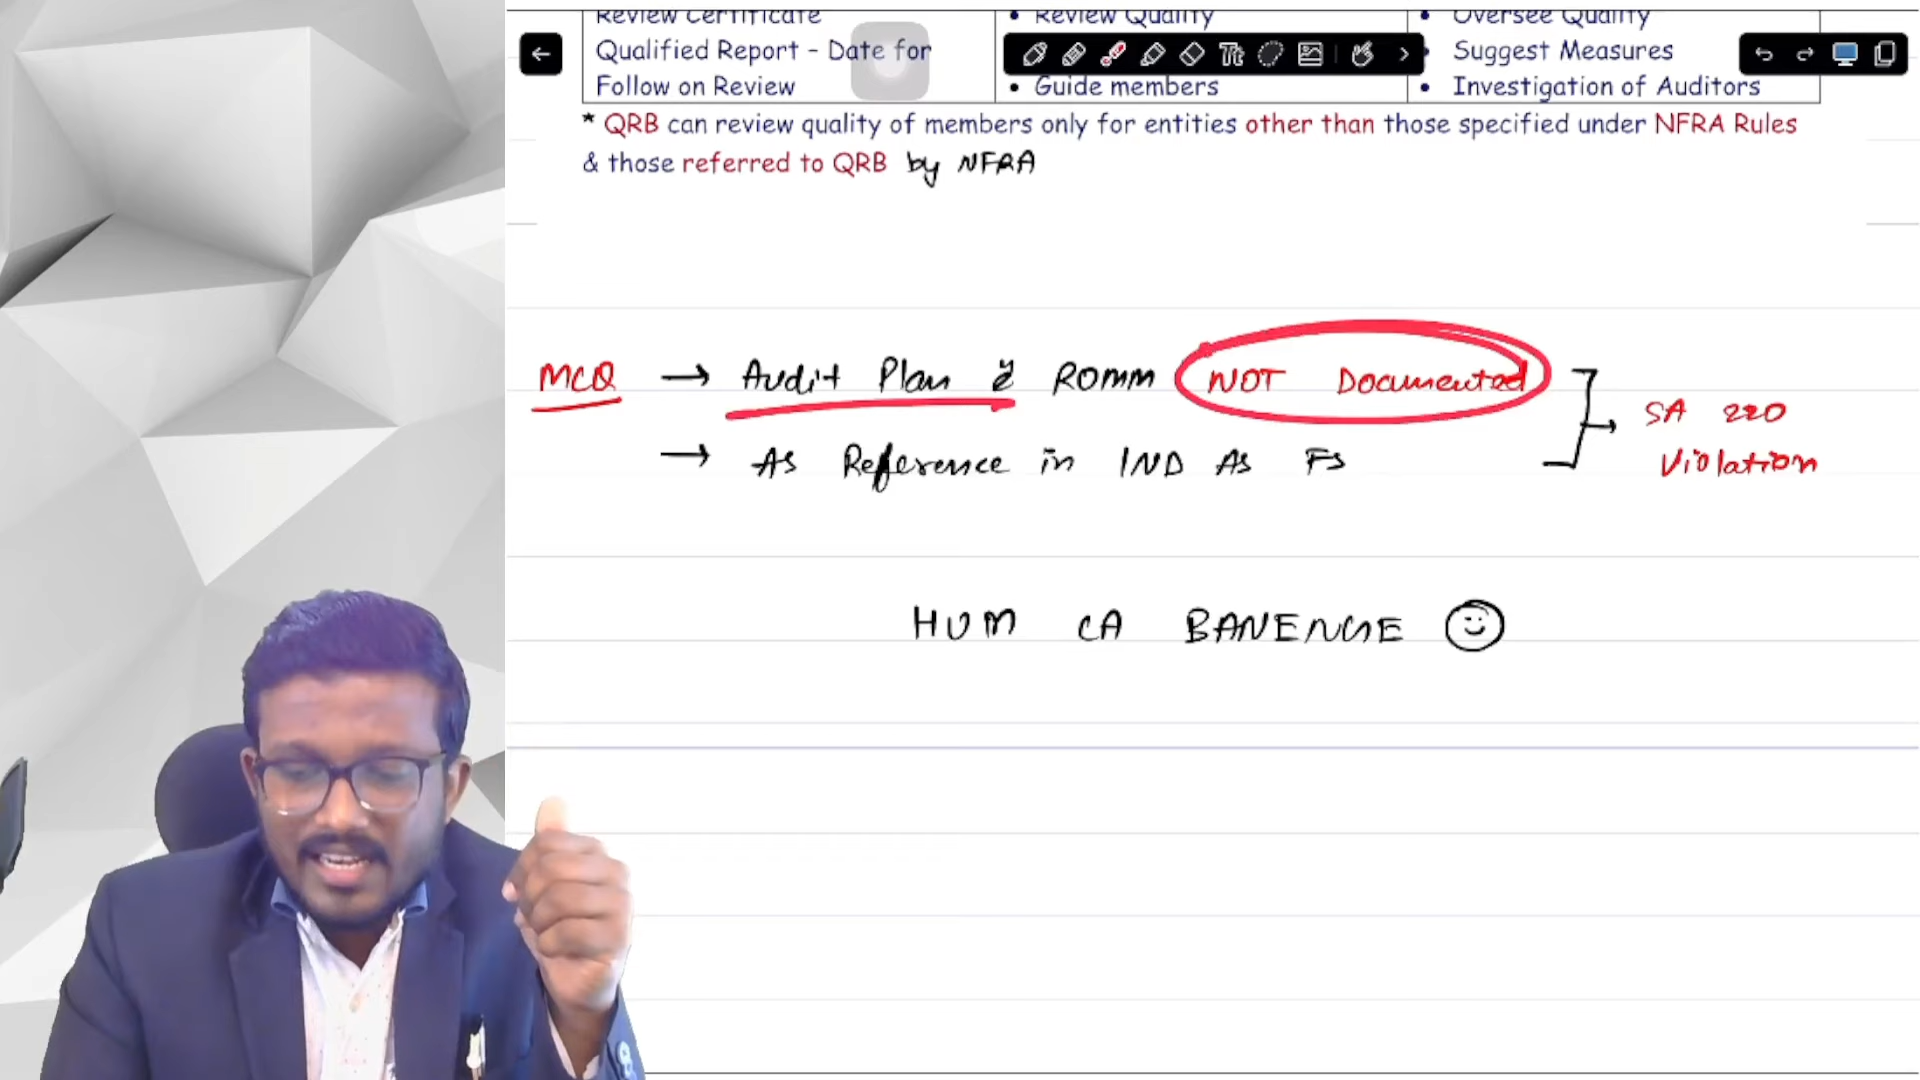 Review Certificate
Qualified Report - Date for
Follow on Review
• Review Quality
• Guide members
• Oversee Quality
Suggest Measures
• Investigation of Auditors
* QRB can review quality of members only for entities other than those specified under NFRA Rules
& those referred to QRB by NFRA
MCQ → Audit Plan & ROMM NOT Documented
→ AS Reference in IND AS FS
SA 220
Violation
HUM CA BANENGE
Tt